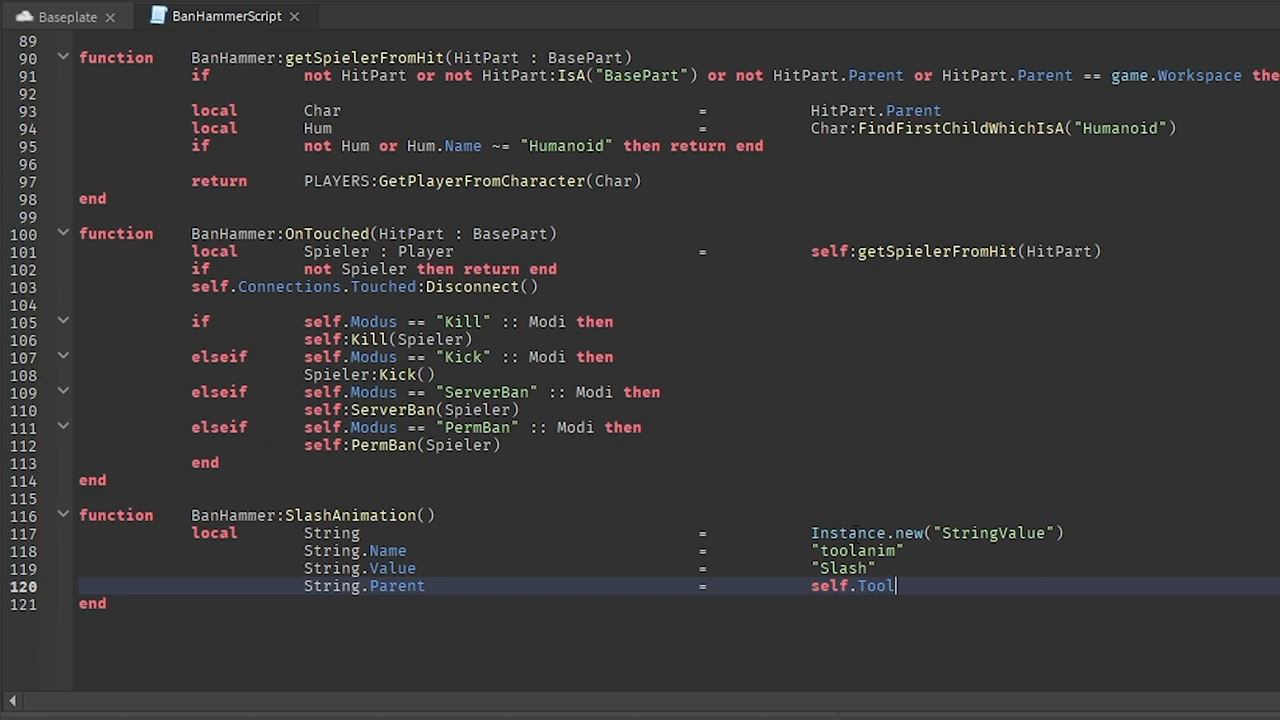 Baseplate BanHammerScript
89
90 function BanHammer:getSpielerFromHit(HitPart : BasePart)
91 if not HitPart or not HitPart:IsA("BasePart") or not HitPart.Parent or HitPart.Parent == game.Workspace the
92
93 local Char = HitPart.Parent
94 local Hum = Char:FindFirstChildWhichIsA("Humanoid")
95 if not Hum or Hum.Name ~= "Humanoid" then return end
96
97 return PLAYERS:GetPlayerFromCharacter(Char)
98 end
99
100 function BanHammer:OnTouched(HitPart : BasePart)
101 local Spieler : Player = self:getSpielerFromHit(HitPart)
102 if not Spieler then return end
103 self.Connections.Touched:Disconnect()
104
105 if self.Modus == "Kill" :: Modi then
106 self:Kill(Spieler)
107 elseif self.Modus == "Kick" :: Modi then
108 Spieler:Kick()
109 elseif self.Modus == "ServerBan" :: Modi then
110 self:ServerBan(Spieler)
111 elseif self.Modus == "PermBan" :: Modi then
112 self:PermBan(Spieler)
113 end
114 end
115
116 function BanHammer:SlashAnimation()
117 local String = Instance.new("StringValue")
118 String.Name = "toolanim"
119 String.Value = "Slash"
120 String.Parent = self.Tool
121 end